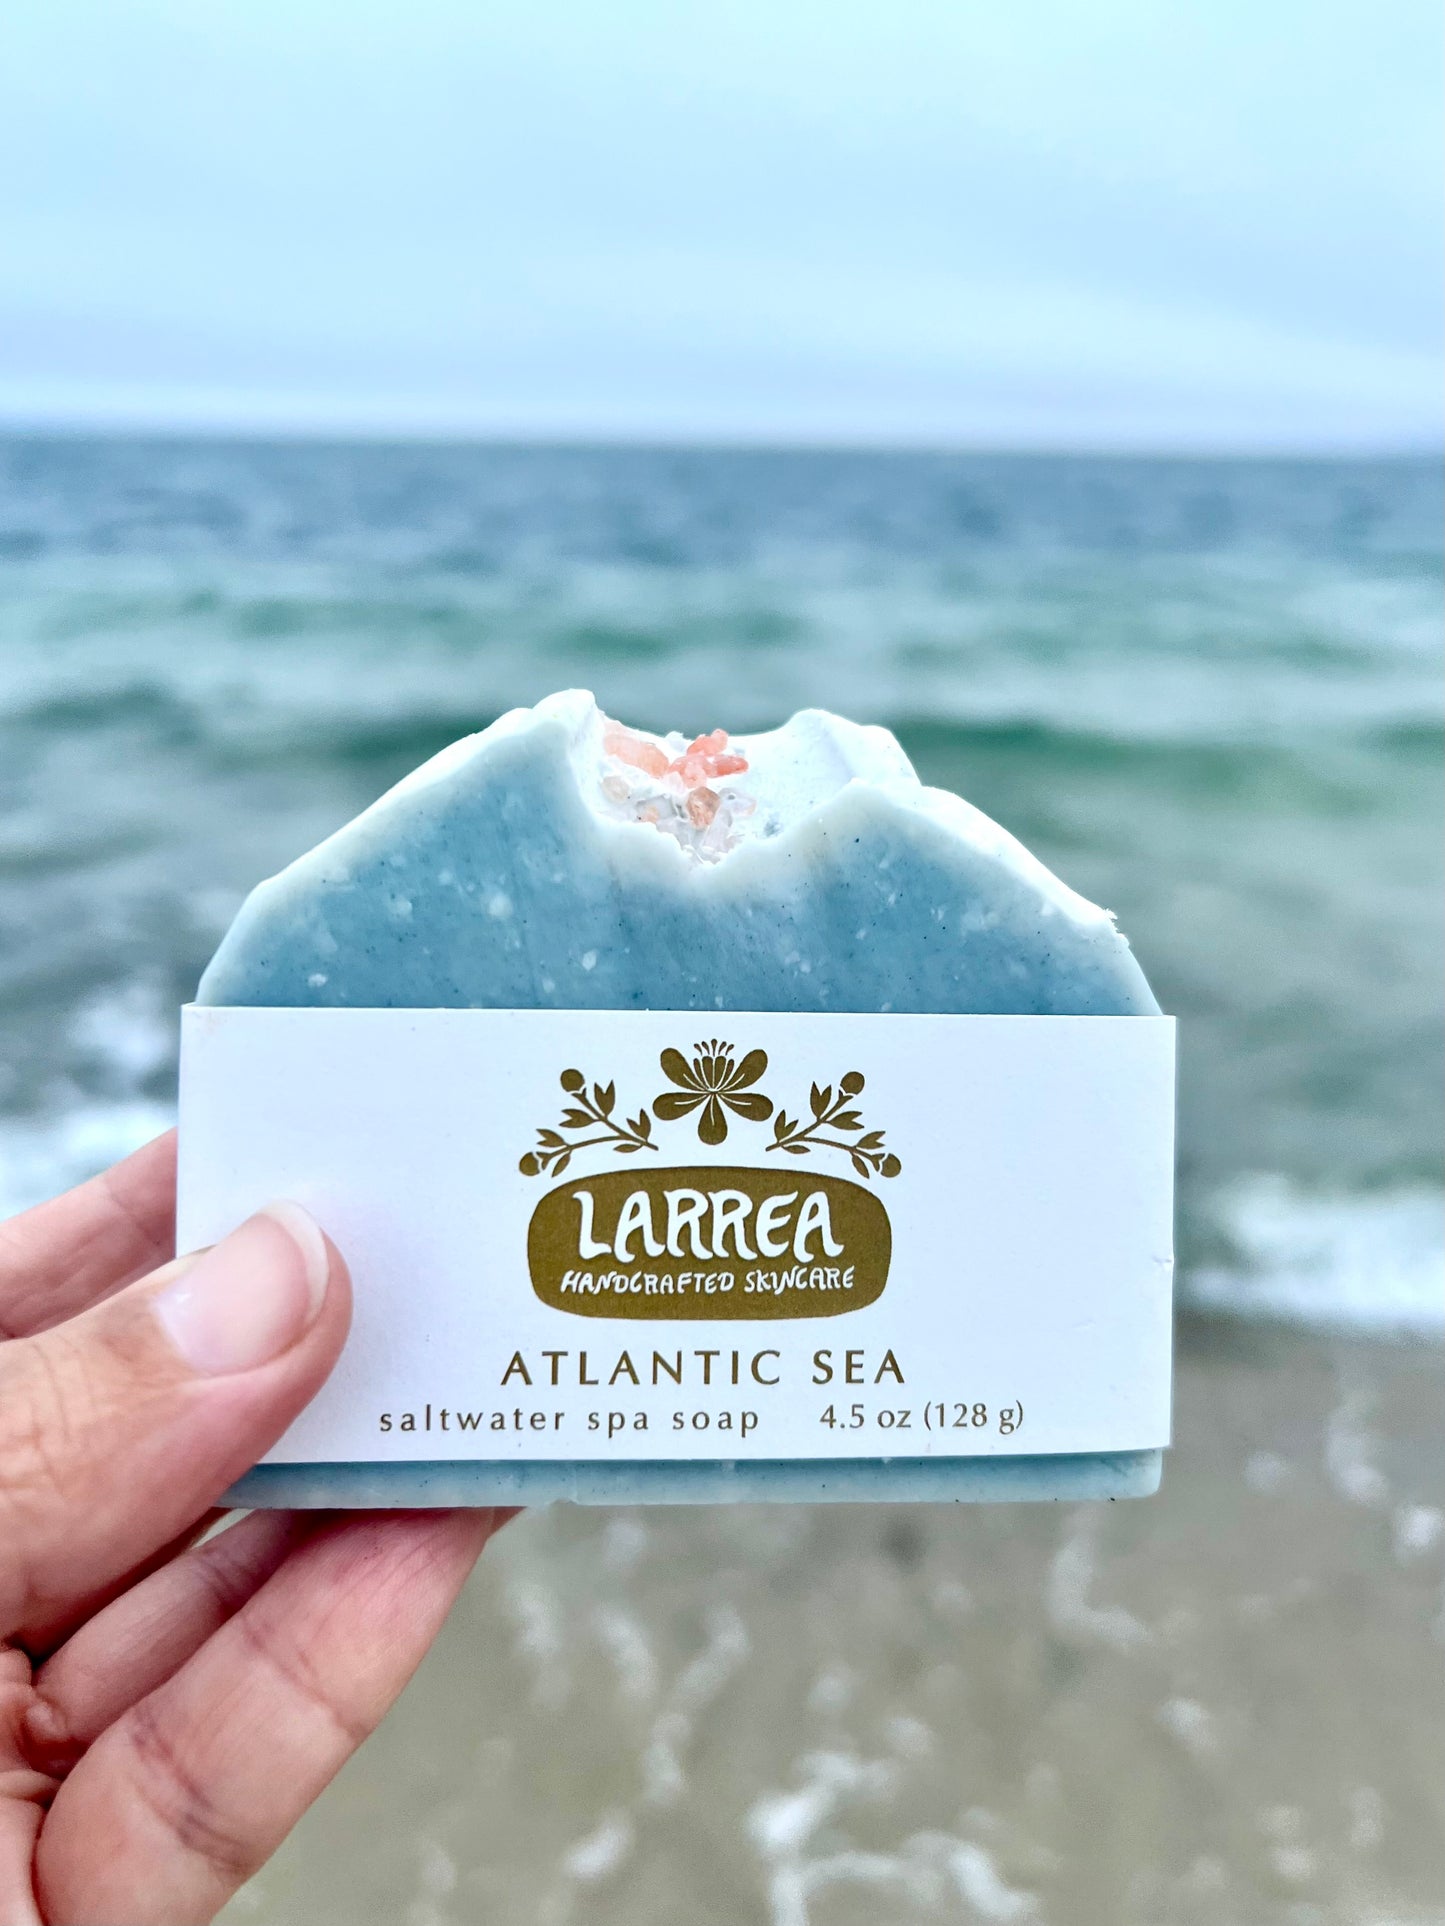 LARREA
HANDCRAFTED SKINCARE
ATLANTIC SEA
saltwater spa soap 4.5 oz (128 g)